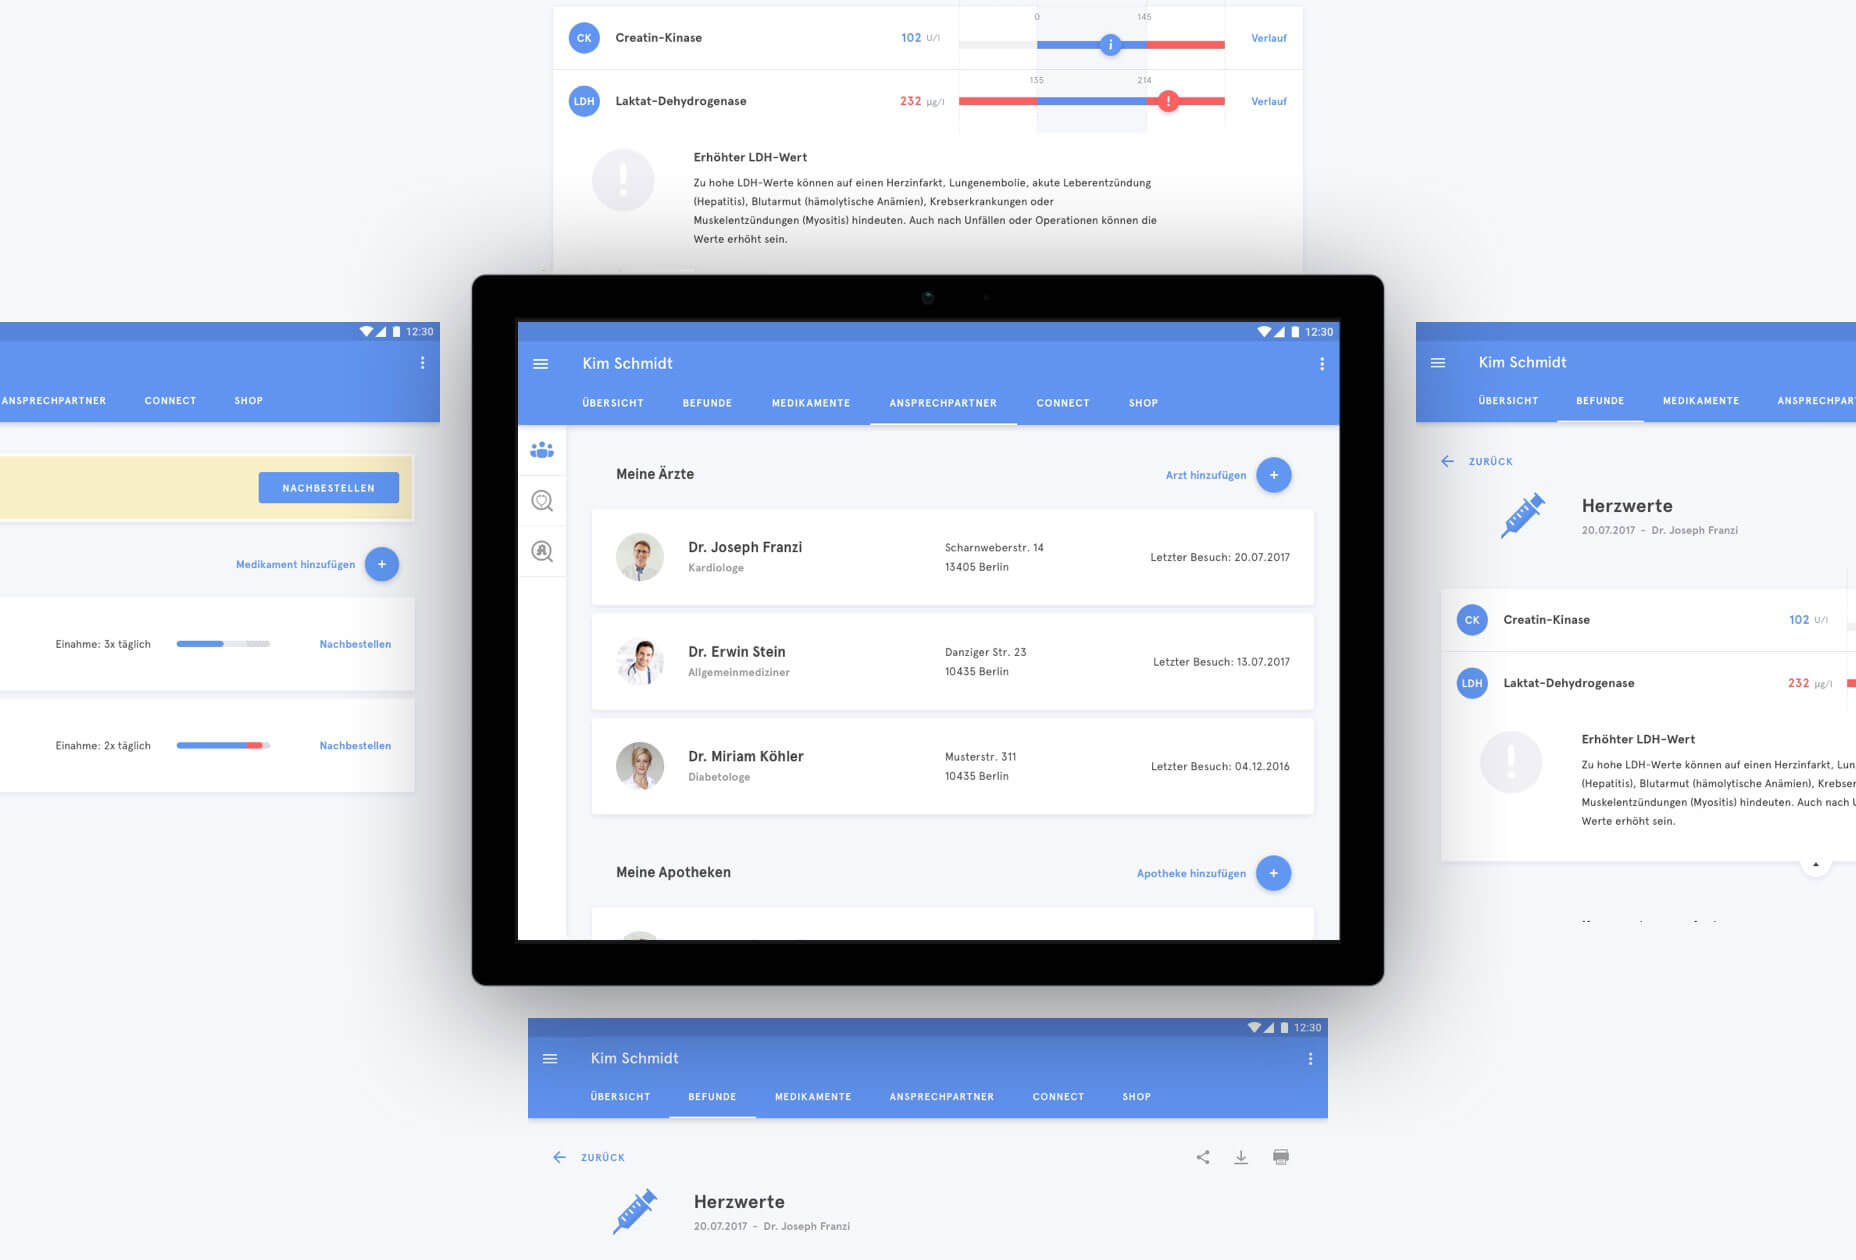 0 145
CK Creatin-Kinase 102 U/l i Verlauf
135 214
LDH Laktat-Dehydrogenase 232 µg/l ! Verlauf
Erhöhter LDH-Wert
Zu hohe LDH-Werte können auf einen Herzinfarkt, Lungenembolie, akute Leberentzündung
(Hepatitis), Blutarmut (hämolytische Anämien), Krebserkrankungen oder
Muskelentzündungen (Myositis) hindeuten. Auch nach Unfällen oder Operationen können die
Werte erhöht sein.
12:30
ANSPRECHPARTNER CONNECT SHOP
NACHBESTELLEN
Medikament hinzufügen +
Einahme: 3x täglich Nachbestellen
Einahme: 2x täglich Nachbestellen
12:30
Kim Schmidt
ÜBERSICHT BEFUNDE MEDIKAMENTE ANSPRECHPARTNER CONNECT SHOP
Meine Ärzte Arzt hinzufügen +
Dr. Joseph Franzi
Kardiologe
Scharnweberstr. 14
13405 Berlin
Letzter Besuch: 20.07.2017
Dr. Erwin Stein
Allgemeinmediziner
Danziger Str. 23
10435 Berlin
Letzter Besuch: 13.07.2017
Dr. Miriam Köhler
Diabetologe
Musterstr. 311
10435 Berlin
Letzter Besuch: 04.12.2016
Meine Apotheken Apotheke hinzufügen +
Kim Schmidt
ÜBERSICHT BEFUNDE MEDIKAMENTE ANSPRECHPAR
ZURÜCK
Herzwerte
20.07.2017 - Dr. Joseph Franzi
CK Creatin-Kinase 102 U/l
LDH Laktat-Dehydrogenase 232 µg/l
Erhöhter LDH-Wert
Zu hohe LDH-Werte können auf einen Herzinfarkt, Lun
(Hepatitis), Blutarmut (hämolytische Anämien), Krebser
Muskelentzündungen (Myositis) hindeuten. Auch nach U
Werte erhöht sein.
12:30
Kim Schmidt
ÜBERSICHT BEFUNDE MEDIKAMENTE ANSPRECHPARTNER CONNECT SHOP
ZURÜCK
Herzwerte
20.07.2017 - Dr. Joseph Franzi